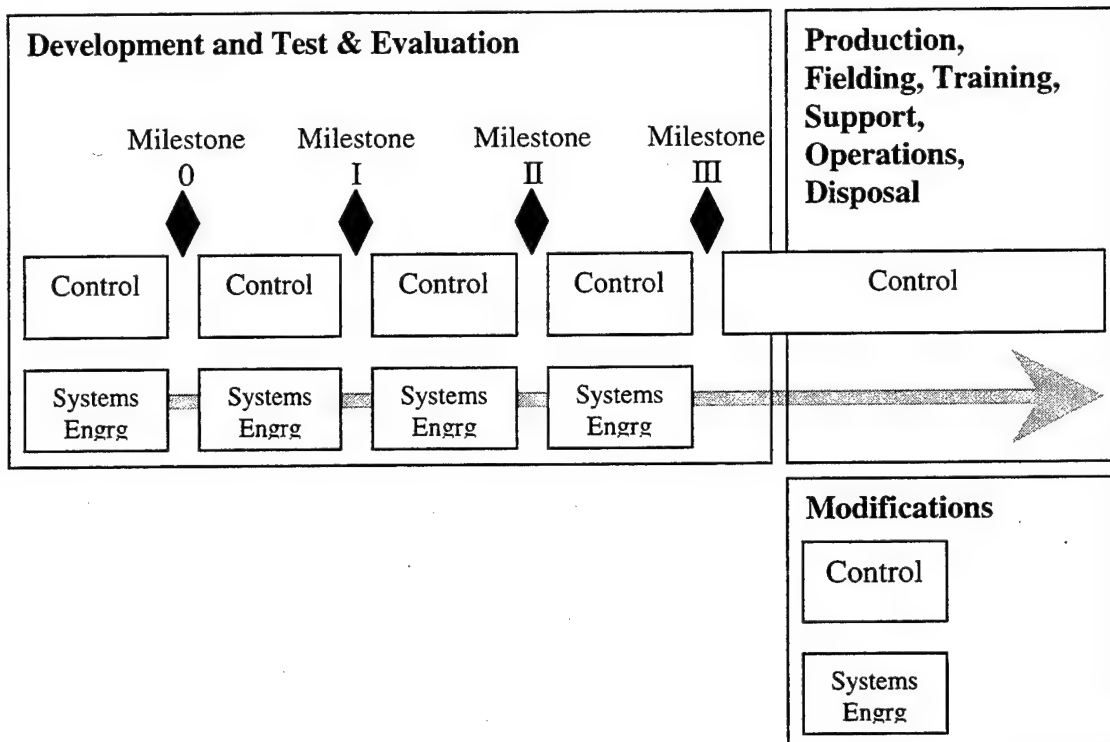 Development and Test & Evaluation
Production,
Fielding, Training,
Support,
Operations,
Disposal
Milestone
0
Milestone
I
Milestone
II
Milestone
III
Control
Control
Control
Control
Control
Systems
Engrg
Systems
Engrg
Systems
Engrg
Systems
Engrg
Modifications
Control
Systems
Engrg